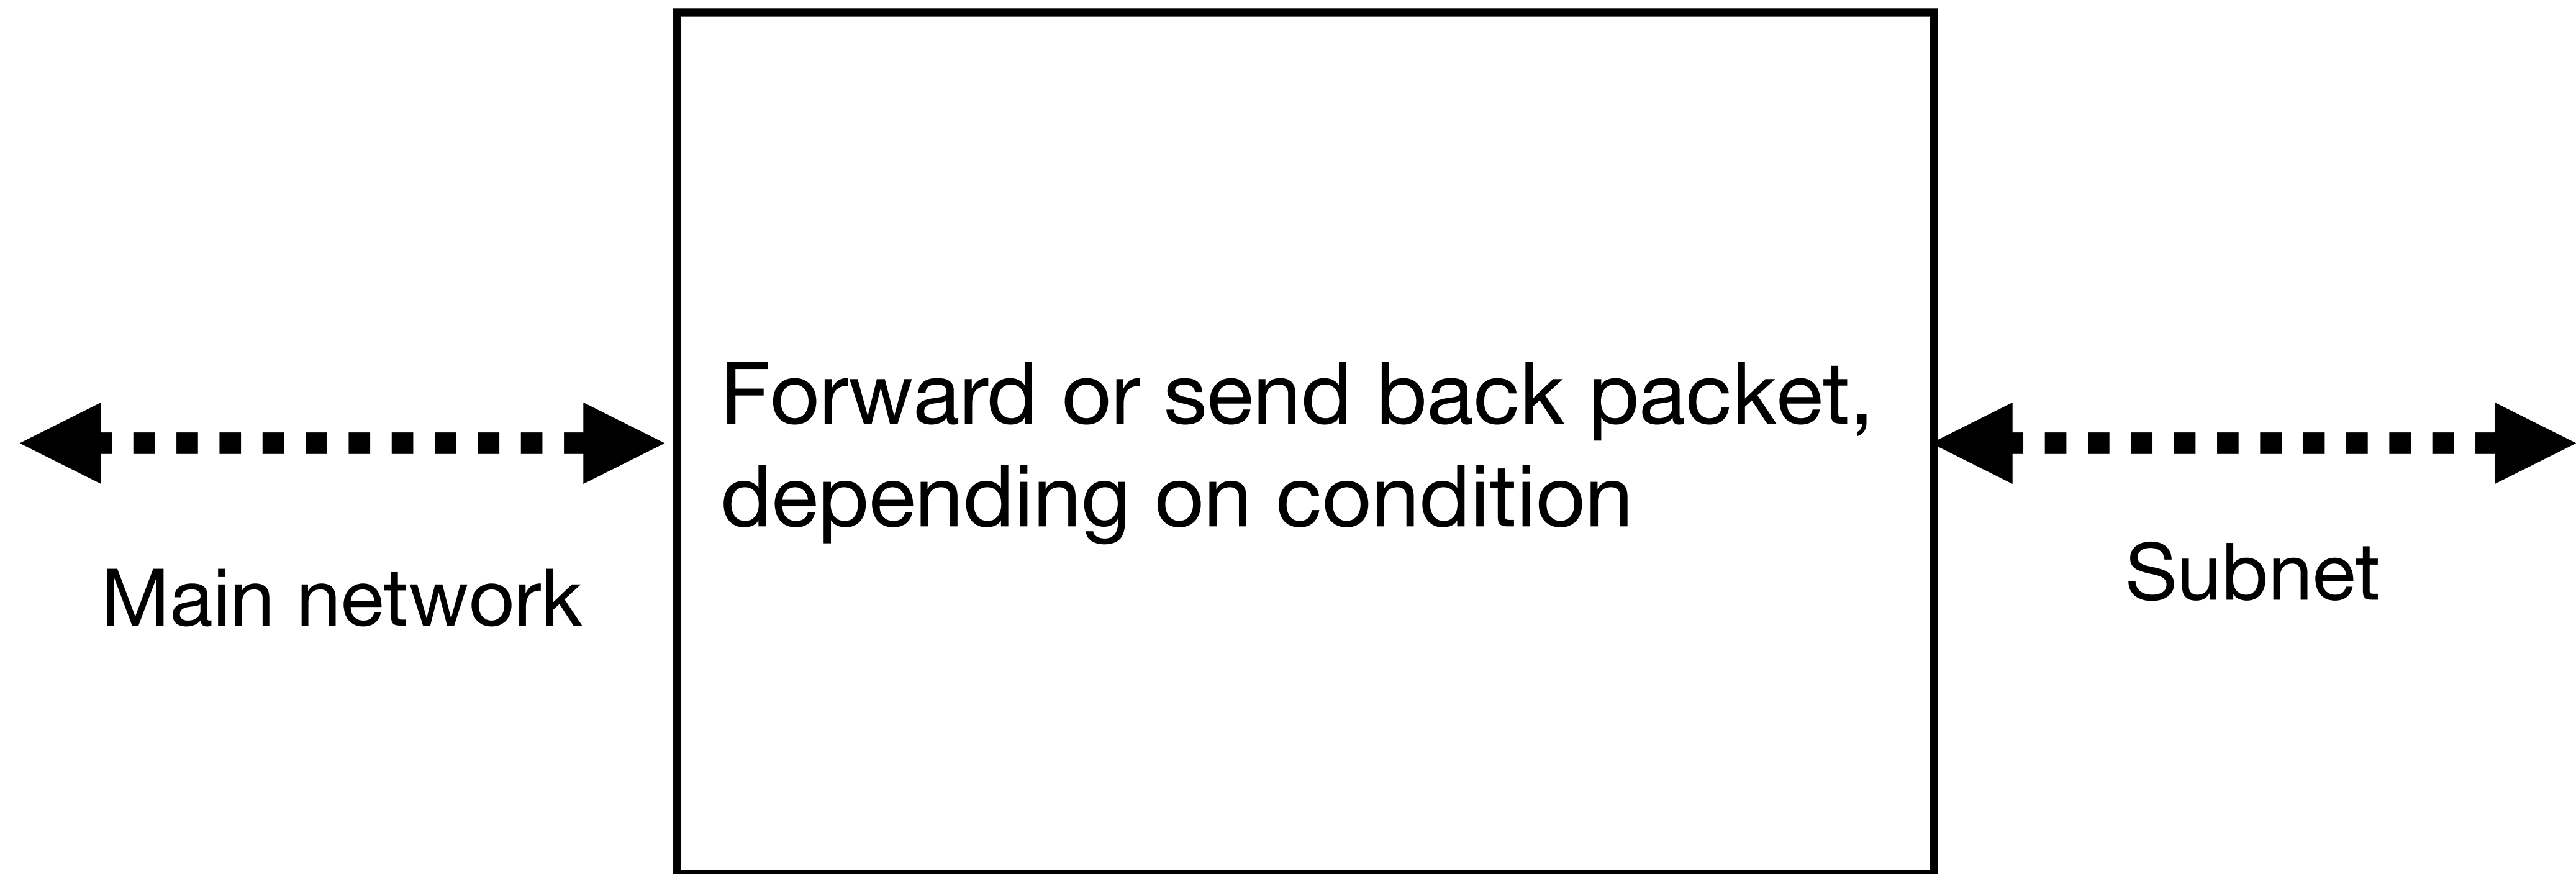 Forward or send back packet,
depending on condition
Main network
Subnet